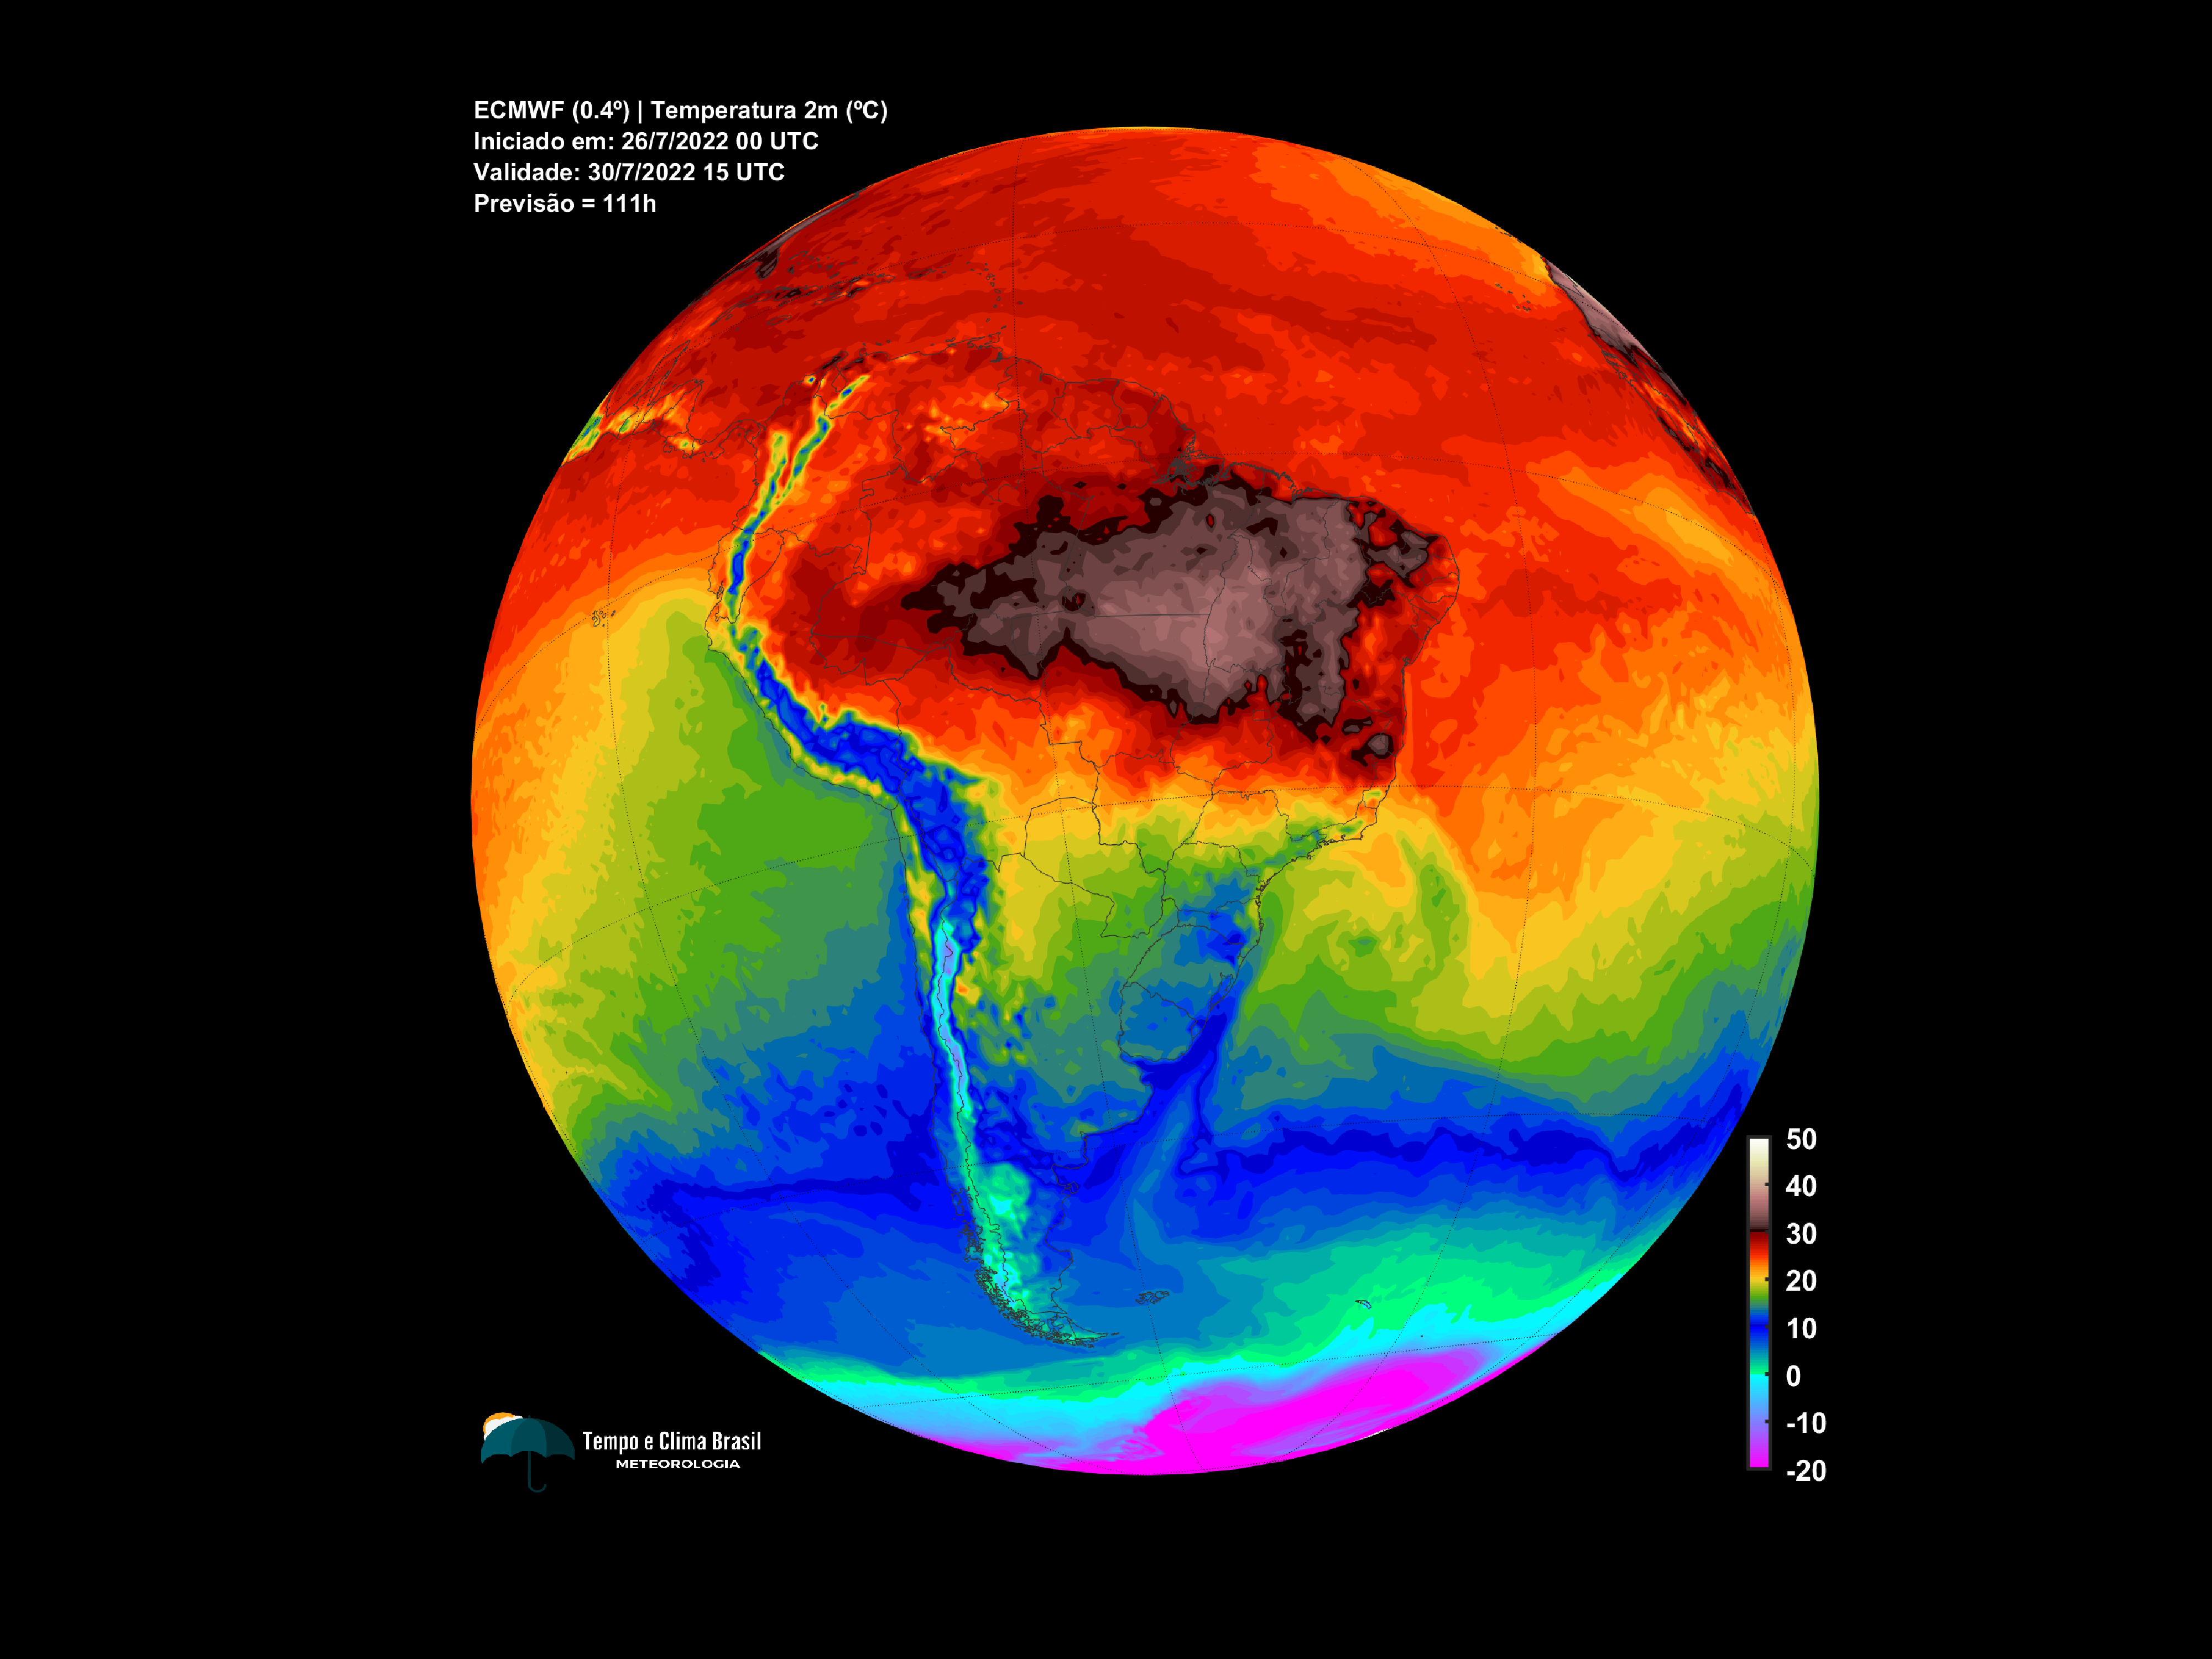 ECMWF (0.4º) | Temperatura 2m (ºC)
Iniciado em: 26/7/2022 00 UTC
Validade: 30/7/2022 15 UTC
Previsão = 111h
50
40
30
20
10
0
-10
-20
Tempo e Clima Brasil
METEOROLOGIA